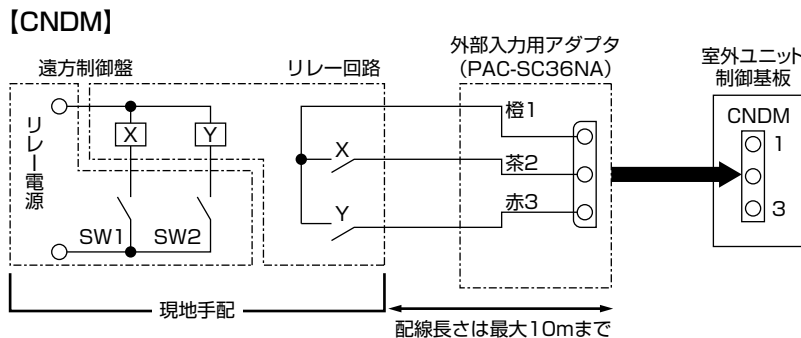 【CNDM】
遠方制御盤
リレー回路
外部入力用アダプタ
(PAC-SC36NA)
室外ユニット
制御基板
リレー電源
X
Y
SW1
SW2
X
Y
橙1
茶2
赤3
CNDM
1
3
現地手配
配線長さは最大10mまで